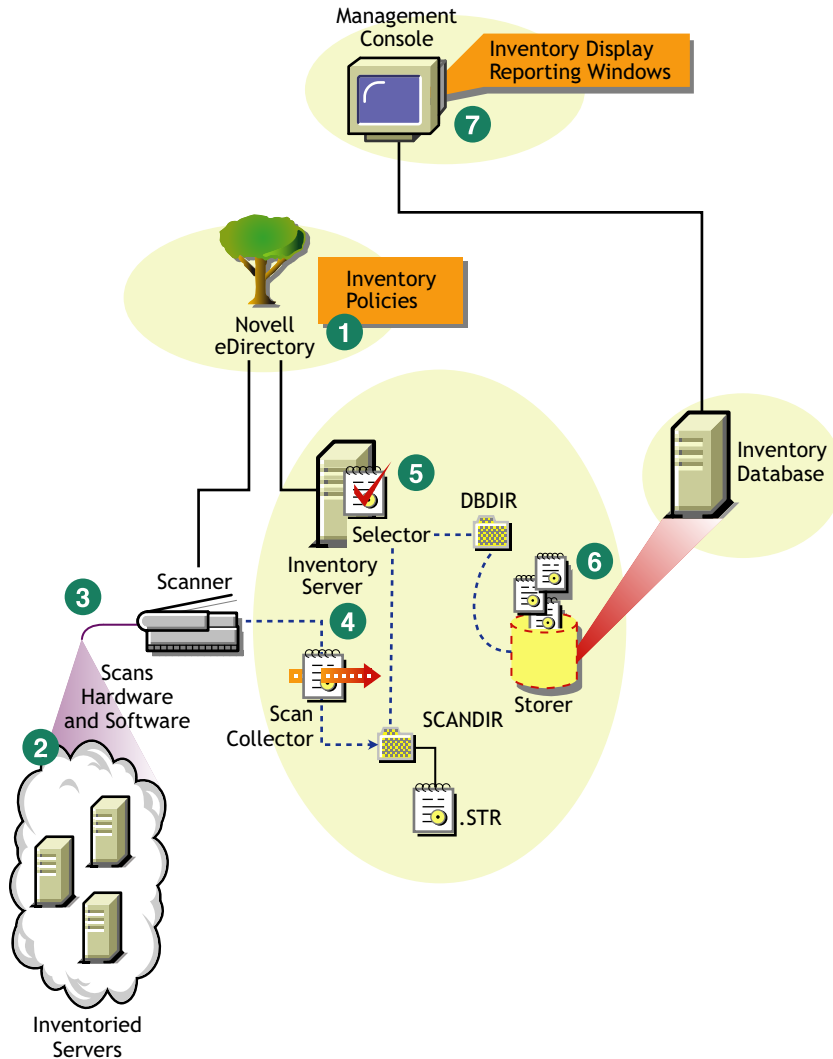 Management
Console
Inventory Display
Reporting Windows
7
Inventory
Policies
1
Novell
eDirectory
Inventory
Database
5
DBDIR
Selector
Inventory
Server
6
Scanner
3
4
Scans
Hardware
and Software
Scan
Collector
SCANDIR
Storer
2
.STR
Inventoried
Servers